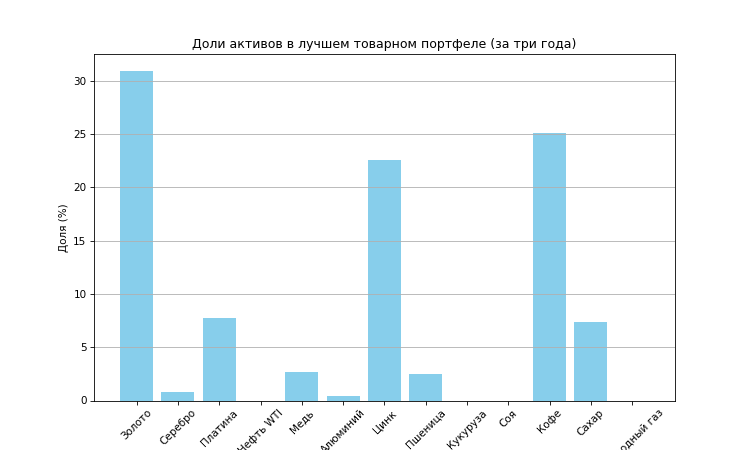 Доли активов в лучшем товарном портфеле (за три года)
Доля (%)
30
25
20
15
10
5
0
Золото
Серебро
Платина
Нефть WTI
Медь
Алюминий
Цинк
Пшеница
Кукуруза
Соя
Кофе
Сахар
одный газ